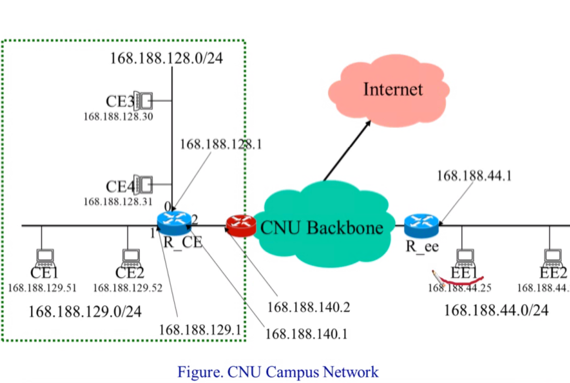 168.188.128.0/24
CE3
168.188.128.30
Internet
168.188.128.1
CE4
168.188.128.31
168.188.44.1
0
2
CNU Backbone
1
R_CE
R_ee
CE1
CE2
EE1
EE2
168.188.129.51
168.188.129.52
168.188.44.25
168.188.44.
168.188.129.0/24
168.188.140.2
168.188.44.0/24
168.188.129.1
168.188.140.1
Figure. CNU Campus Network